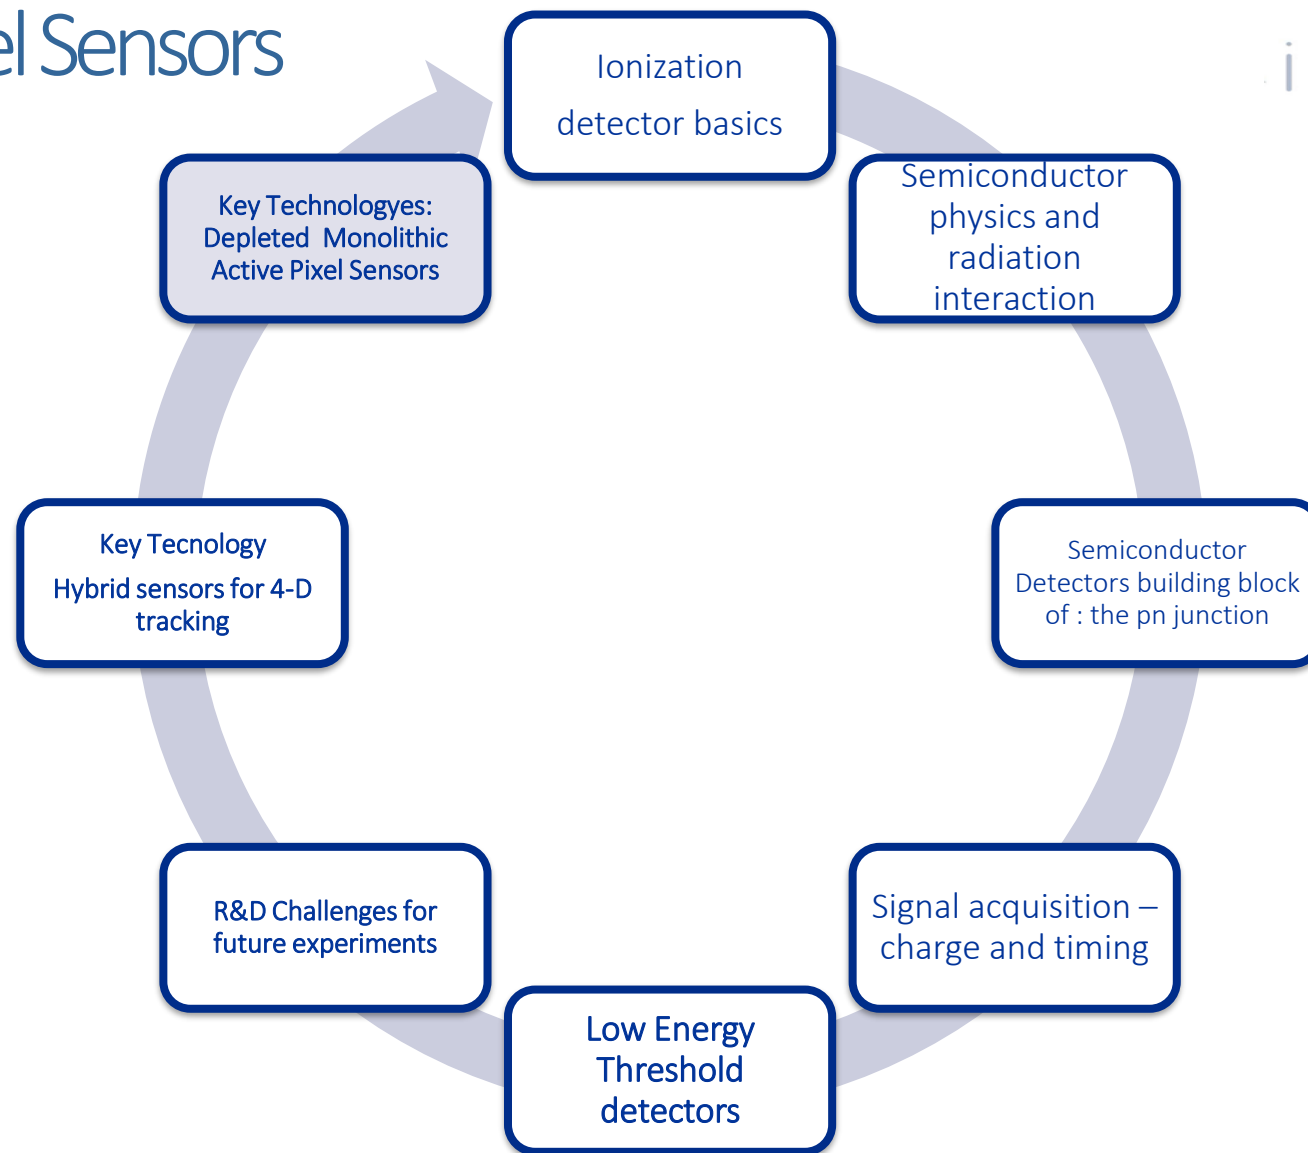 el Sensors
Ionization
detector basics
Semiconductor
physics and
radiation
interaction
Semiconductor
Detectors building block
of : the pn junction
Signal acquisition –
charge and timing
Low Energy
Threshold
detectors
R&D Challenges for
future experiments
Key Tecnology
Hybrid sensors for 4-D
tracking
Key Technologyes:
Depleted Monolithic
Active Pixel Sensors